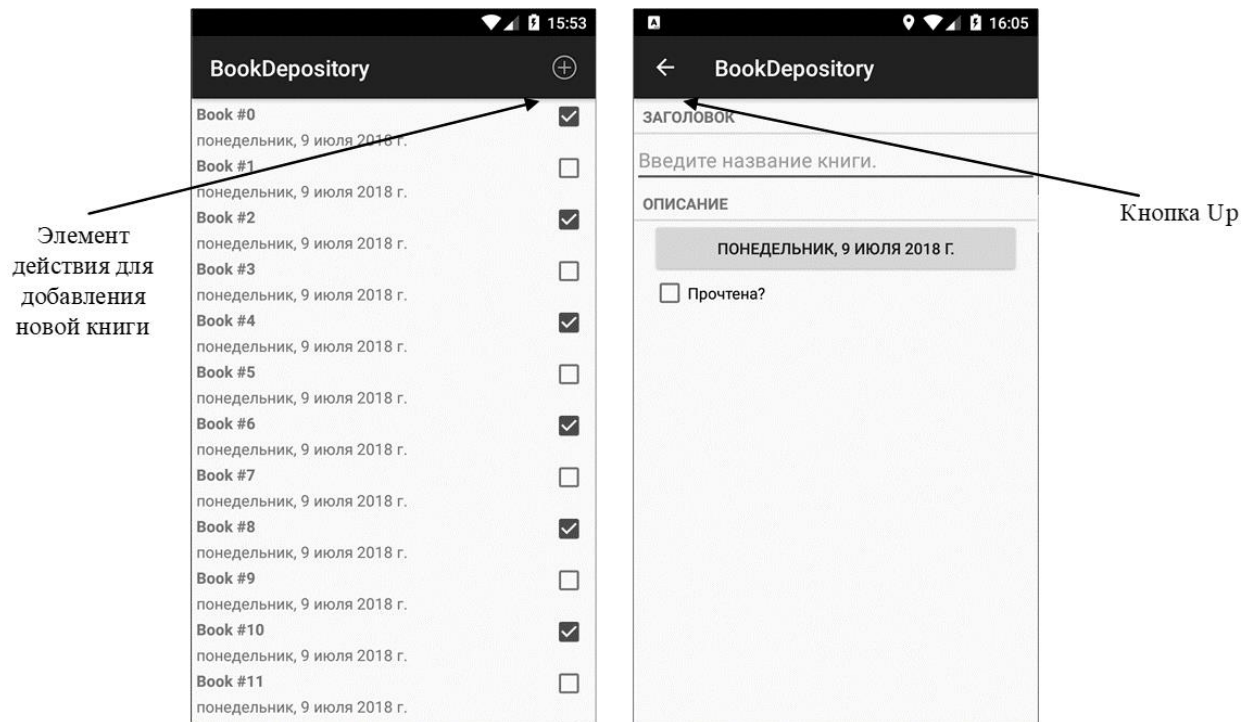 15:53
BookDepository
Book #0
понедельник, 9 июля 2018 г.
Book #1
понедельник, 9 июля 2018 г.
Book #2
понедельник, 9 июля 2018 г.
Book #3
понедельник, 9 июля 2018 г.
Book #4
понедельник, 9 июля 2018 г.
Book #5
понедельник, 9 июля 2018 г.
Book #6
понедельник, 9 июля 2018 г.
Book #7
понедельник, 9 июля 2018 г.
Book #8
понедельник, 9 июля 2018 г.
Book #9
понедельник, 9 июля 2018 г.
Book #10
понедельник, 9 июля 2018 г.
Book #11
понедельник, 9 июля 2018 г.
Элемент
действия для
добавления
новой книги
A
16:05
BookDepository
ЗАГОЛОВОК
Введите название книги.
ОПИСАНИЕ
ПОНЕДЕЛЬНИК, 9 ИЮЛЯ 2018 Г.
Прочтена?
Кнопка Up